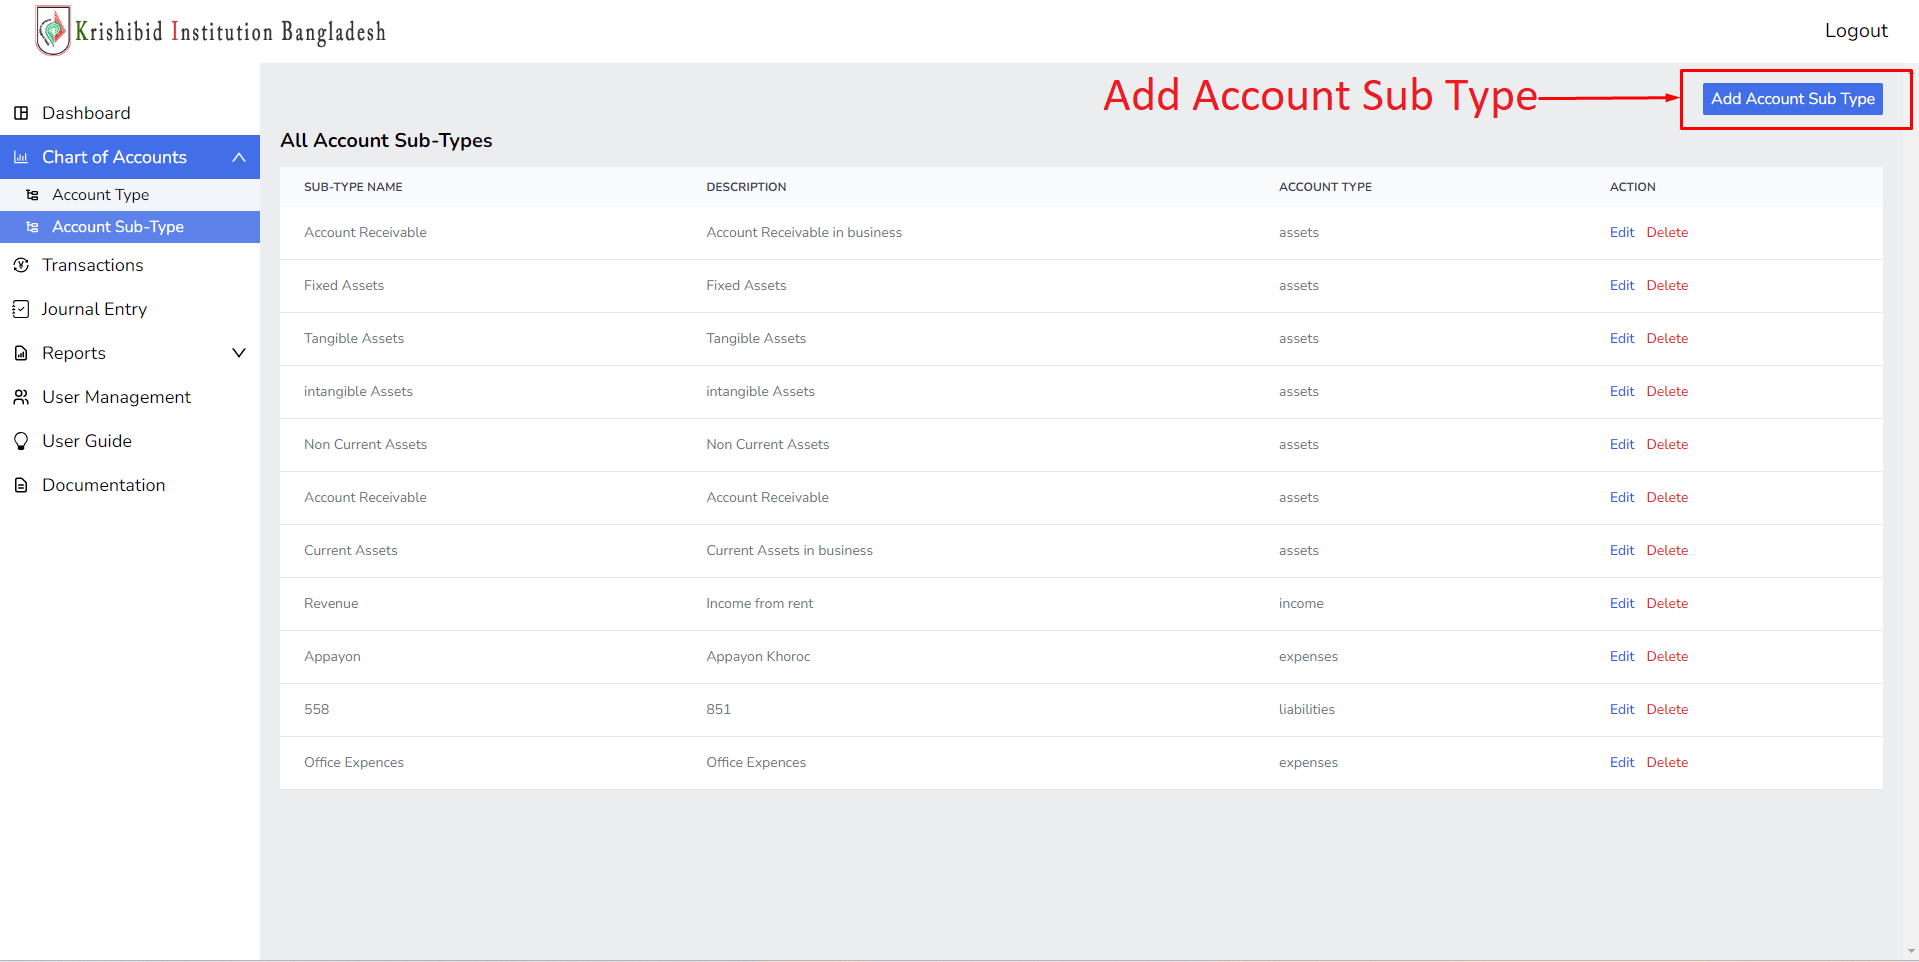 Krishibid Institution Bangladesh
Logout
Dashboard
Chart of Accounts
Account Type
Account Sub-Type
Transactions
Journal Entry
Reports
User Management
User Guide
Documentation
Add Account Sub Type
Add Account Sub Type
All Account Sub-Types
SUB-TYPE NAME DESCRIPTION ACCOUNT TYPE ACTION
Account Receivable Account Receivable in business assets Edit Delete
Fixed Assets Fixed Assets assets Edit Delete
Tangible Assets Tangible Assets assets Edit Delete
intangible Assets intangible Assets assets Edit Delete
Non Current Assets Non Current Assets assets Edit Delete
Account Receivable Account Receivable assets Edit Delete
Current Assets Current Assets in business assets Edit Delete
Revenue Income from rent income Edit Delete
Appayon Appayon Khoroc expenses Edit Delete
558 851 liabilities Edit Delete
Office Expences Office Expences expenses Edit Delete